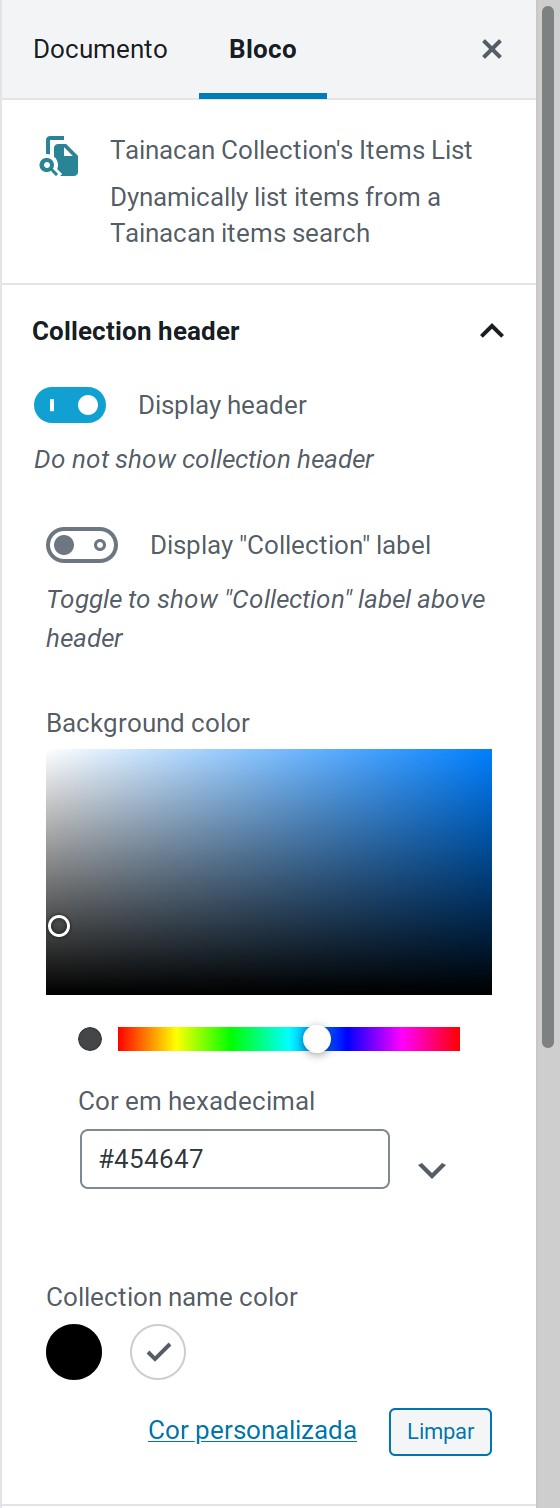 Documento Bloco
Tainacan Collection's Items List
Dynamically list items from a
Tainacan items search
Collection header
Display header
Do not show collection header
Display "Collection" label
Toggle to show "Collection" label above
header
Background color
Cor em hexadecimal
#454647
Collection name color
Cor personalizada Limpar